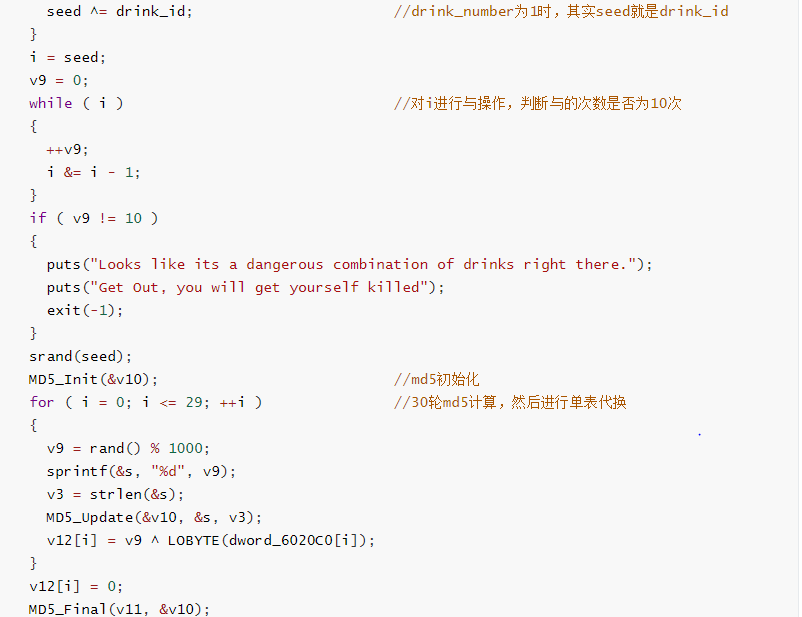 seed ^= drink_id; //drink_number为1时，其实seed就是drink_id
}
i = seed;
v9 = 0;
while ( i ) //对i进行与操作，判断与的次数是否为10次
{
++v9;
i &= i - 1;
}
if ( v9 != 10 )
{
puts("Looks like its a dangerous combination of drinks right there.");
puts("Get Out, you will get yourself killed");
exit(-1);
}
srand(seed);
MD5_Init(&v10); //md5初始化
for ( i = 0; i <= 29; ++i ) //30轮md5计算，然后进行单表代换
{
v9 = rand() % 1000;
sprintf(&s, "%d", v9);
v3 = strlen(&s);
MD5_Update(&v10, &s, v3);
v12[i] = v9 ^ LOBYTE(dword_6020C0[i]);
}
v12[i] = 0;
MD5_Final(v11, &v10);